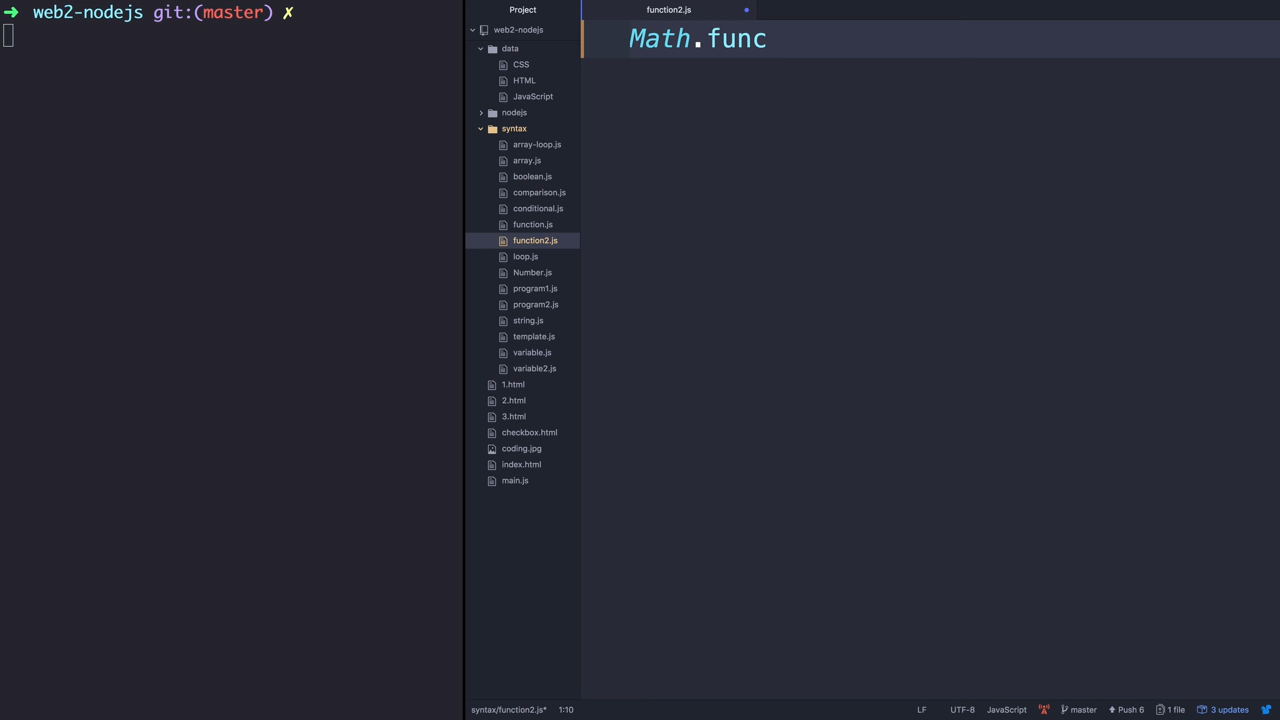 ➜ web2-nodejs git:(master) ✗
Project
web2-nodejs
data
CSS
HTML
JavaScript
nodejs
syntax
array-loop.js
array.js
boolean.js
comparison.js
conditional.js
function.js
function2.js
loop.js
Number.js
program1.js
program2.js
string.js
template.js
variable.js
variable2.js
1.html
2.html
3.html
checkbox.html
coding.jpg
index.html
main.js
function2.js
Math.func
syntax/function2.js* 1:10 LF UTF-8 JavaScript master Push 6 1 file 3 updates